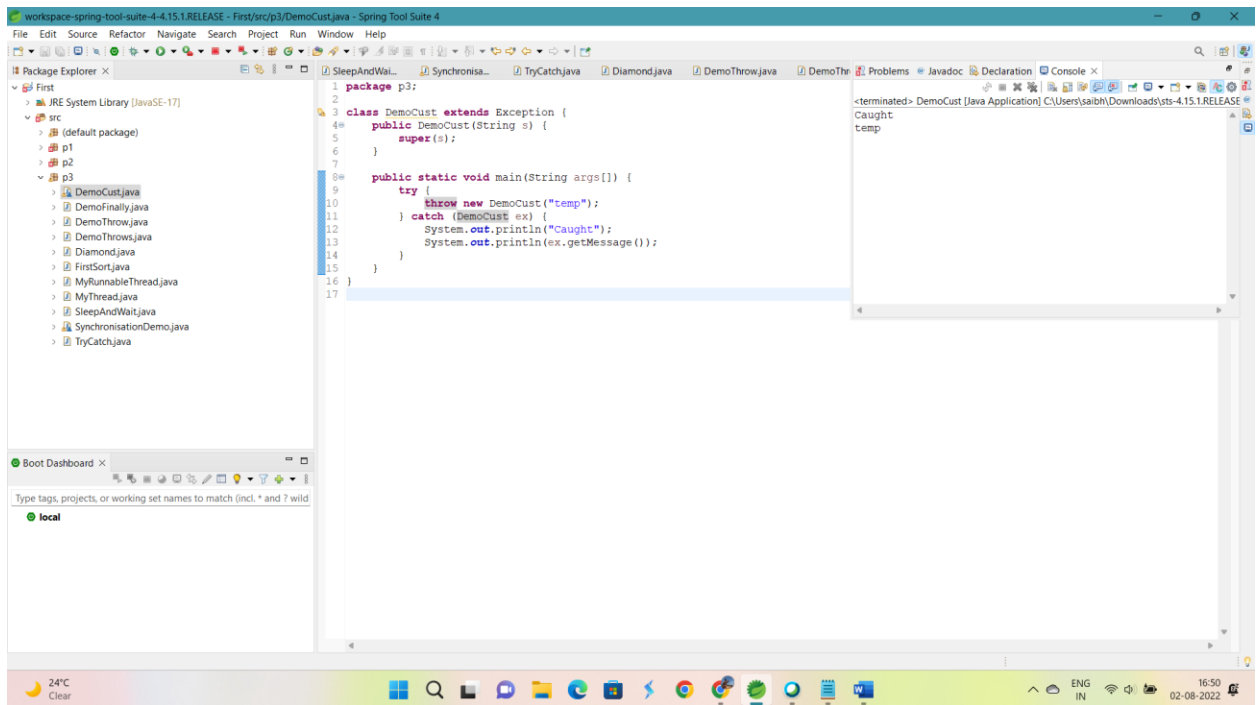 workspace-spring-tool-suite-4-4.15.1.RELEASE - First/src/p3/DemoCust.java - Spring Tool Suite 4
File Edit Source Refactor Navigate Search Project Run Window Help
Package Explorer
First
JRE System Library [JavaSE-17]
src
(default package)
p1
p2
p3
DemoCust.java
DemoFinally.java
DemoThrow.java
DemoThrows.java
Diamond.java
FirstSort.java
MyRunnableThread.java
MyThread.java
SleepAndWait.java
SynchronisationDemo.java
TryCatch.java
Boot Dashboard
Type tags, projects, or working set names to match (incl. * and ? wild
local
SleepAndWai... Synchronisa... TryCatch.java Diamond.java DemoThrow.java DemoThr
1 package p3;
2
3 class DemoCust extends Exception {
4 public DemoCust(String s) {
5 super(s);
6 }
7
8 public static void main(String args[]) {
9 try {
10 throw new DemoCust("temp");
11 } catch (DemoCust ex) {
12 System.out.println("Caught");
13 System.out.println(ex.getMessage());
14 }
15 }
16 }
17
Problems Javadoc Declaration Console
<terminated> DemoCust [Java Application] C:\Users\saibh\Downloads\sts-4.15.1.RELEASE
Caught
temp
24°C
Clear
ENG
IN
16:50
02-08-2022